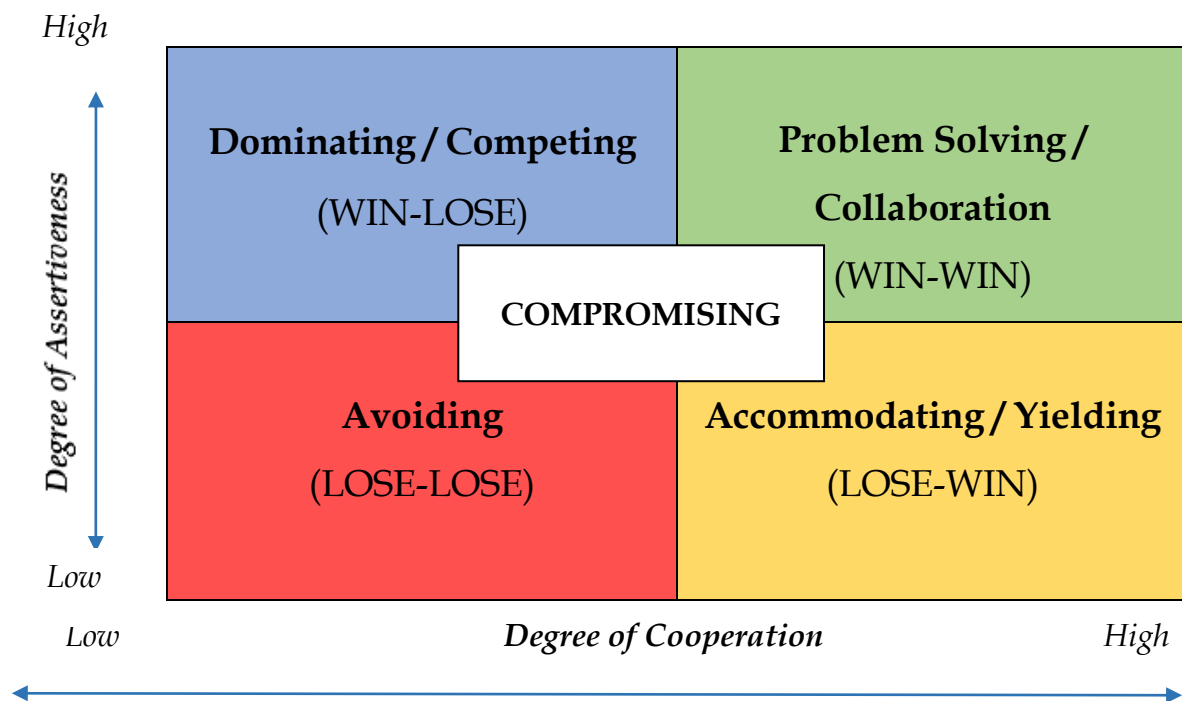 High
Dominating / Competing
(WIN-LOSE)
Problem Solving /
Collaboration
(WIN-WIN)
Degree of Assertiveness
COMPROMISING
Avoiding
(LOSE-LOSE)
Accommodating / Yielding
(LOSE-WIN)
Low
Low
Degree of Cooperation
High